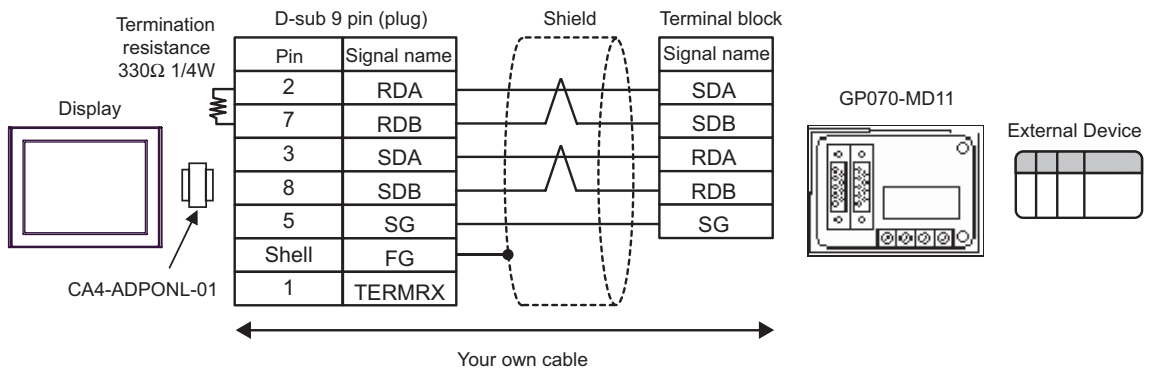 Termination
resistance
330Ω 1/4W
D-sub 9 pin (plug)
Shield
Terminal block
Pin Signal name Signal name
2 RDA SDA
7 RDB SDB
3 SDA RDA
8 SDB RDB
5 SG SG
Shell FG
1 TERMRX
Display
CA4-ADPONL-01
GP070-MD11
External Device
Your own cable